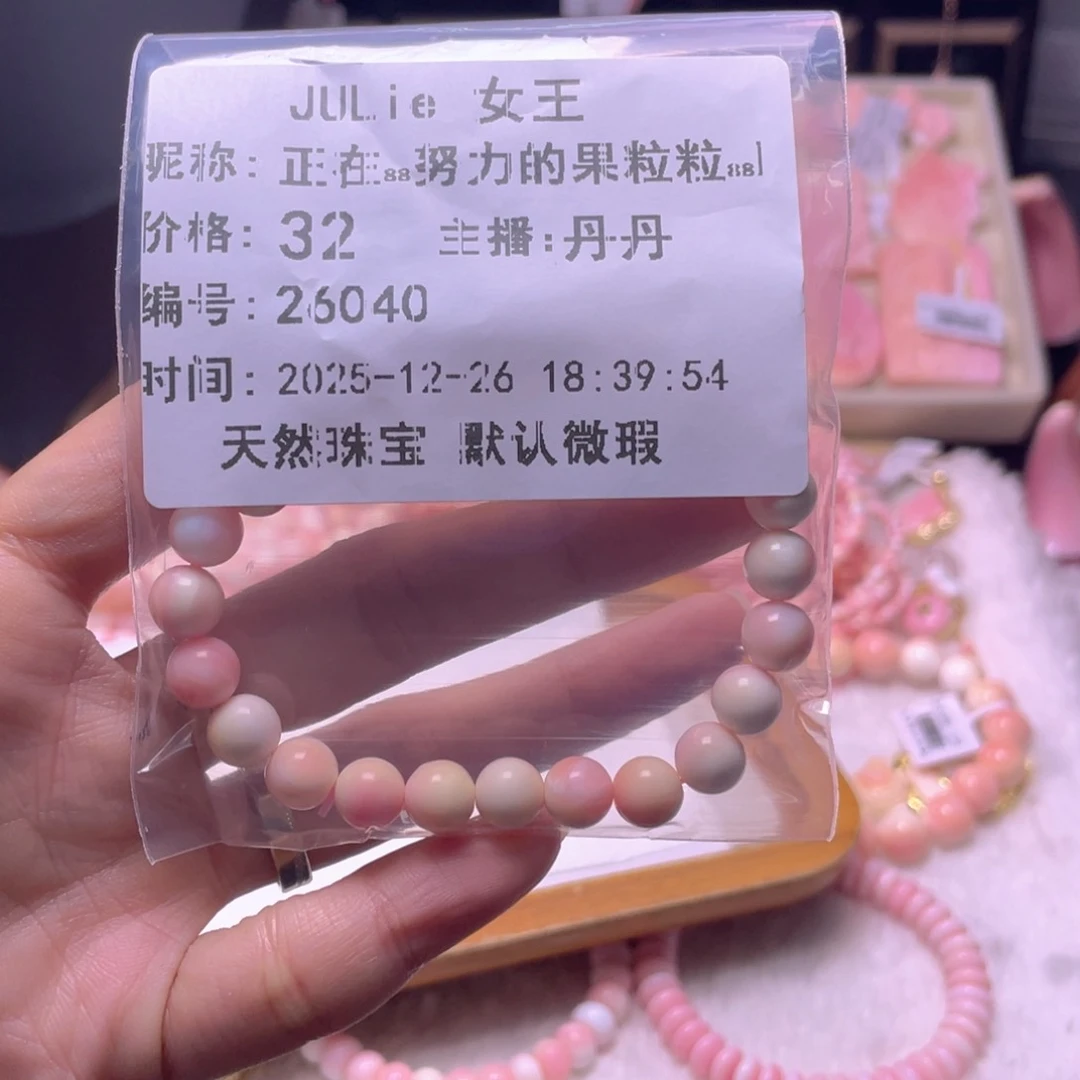 JULie 女王
昵称: 正在88努力的果粒粒88
价格: 32 主播:丹丹
编号: 26040
时间: 2025-12-26 18:39:54
天然珠宝 默认微瑕